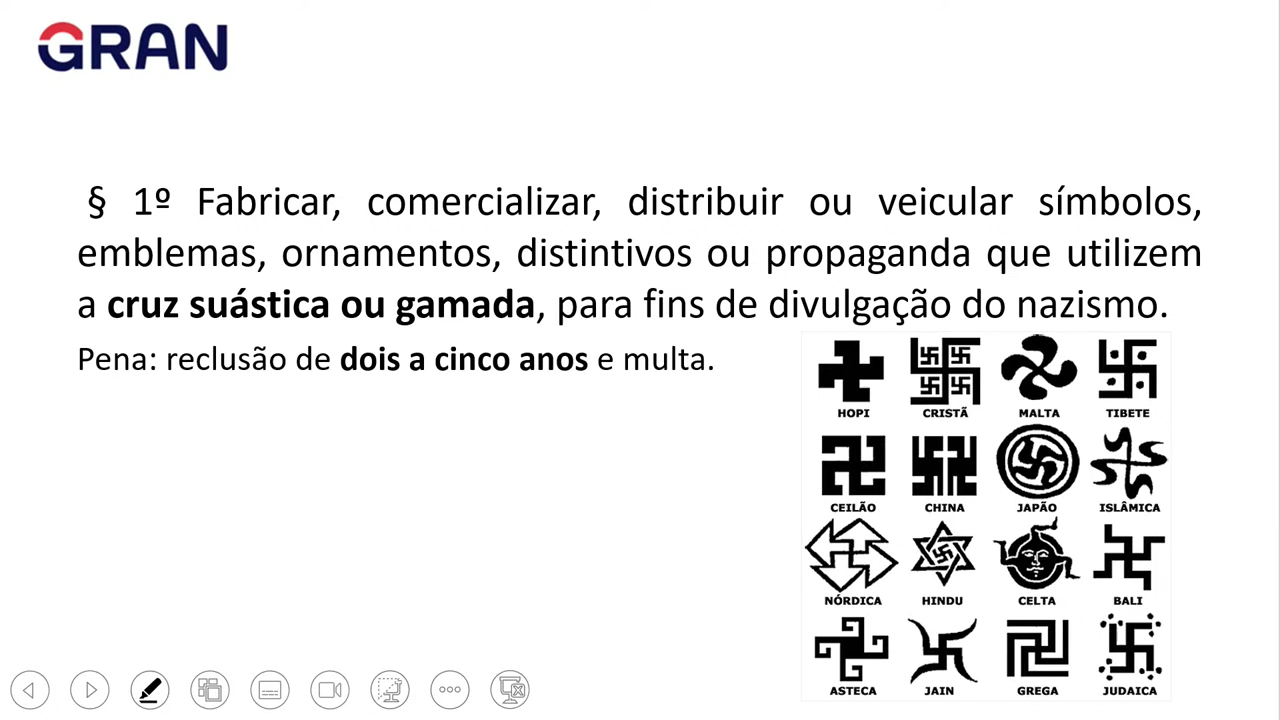 GRAN
§ 1º Fabricar, comercializar, distribuir ou veicular símbolos,
emblemas, ornamentos, distintivos ou propaganda que utilizem
a cruz suástica ou gamada, para fins de divulgação do nazismo.
Pena: reclusão de dois a cinco anos e multa.
HOPI CRISTÃ MALTA TIBETE
CEILÃO CHINA JAPÃO ISLÂMICA
NÓRDICA HINDU CELTA BALI
ASTECA JAIN GREGA JUDAICA